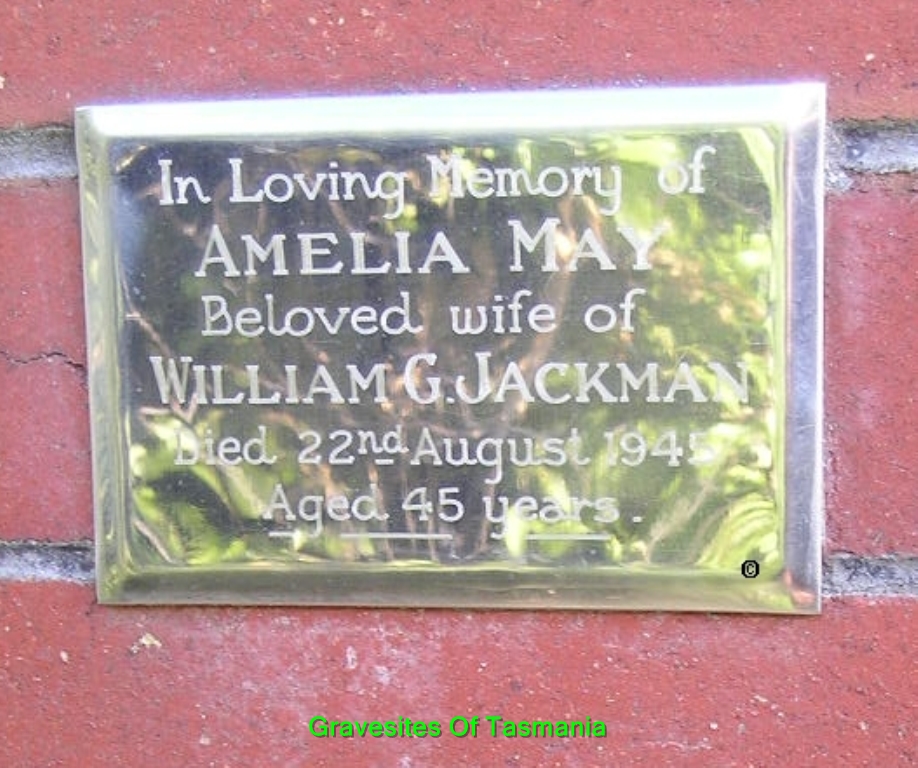 In Loving Memory of
AMELIA MAY
Beloved wife of
WILLIAM G. JACKMAN
Died 22nd August 1945
Aged 45 years.
©
Gravesites Of Tasmania